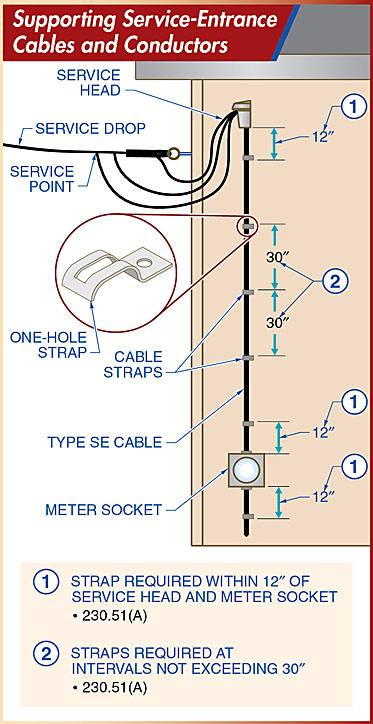 Supporting Service-Entrance
Cables and Conductors
SERVICE
HEAD
1
12″
SERVICE DROP
SERVICE
POINT
30″
2
30″
ONE-HOLE
STRAP
CABLE
STRAPS
1
12″
TYPE SE CABLE
1
METER SOCKET
12″
1 STRAP REQUIRED WITHIN 12″ OF
SERVICE HEAD AND METER SOCKET
• 230.51(A)
2 STRAPS REQUIRED AT
INTERVALS NOT EXCEEDING 30″
• 230.51(A)